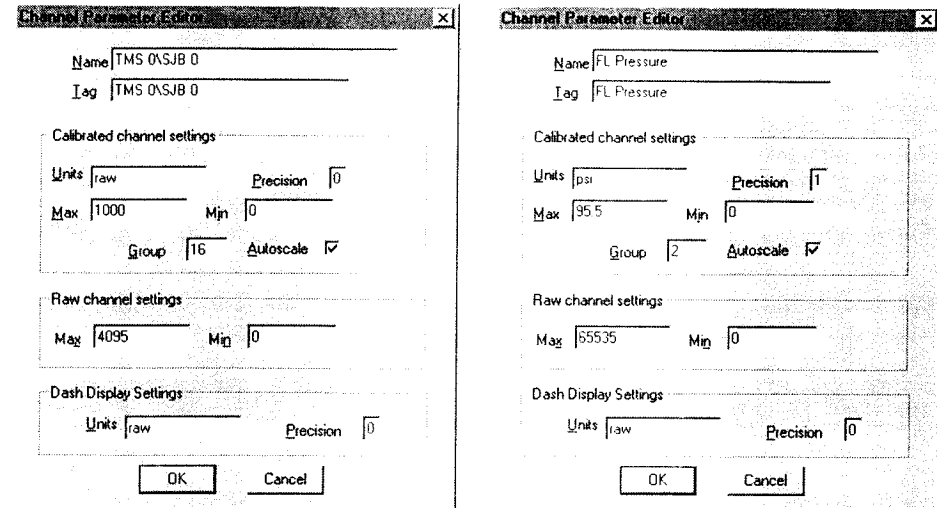 Channel Parameter Editor
Name TMS 0\SJB 0
Tag TMS 0\SJB 0
Calibrated channel settings
Units raw Precision 0
Max 1000 Min 0
Group 16 Autoscale
Raw channel settings
Max 4095 Min 0
Dash Display Settings
Units raw Precision 0
OK Cancel
Channel Parameter Editor
Name FL Pressure
Tag FL Pressure
Calibrated channel settings
Units psi Precision 1
Max 95.5 Min 0
Group 2 Autoscale
Raw channel settings
Max 65535 Min 0
Dash Display Settings
Units raw Precision 0
OK Cancel